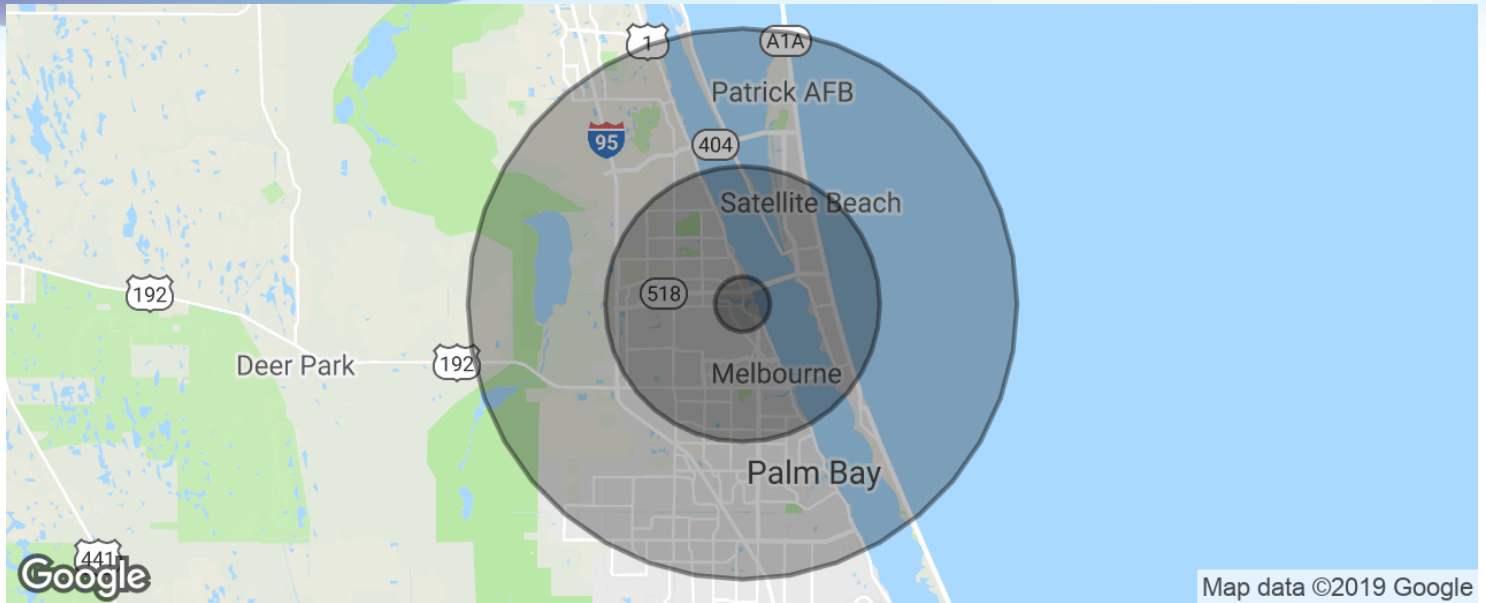 1
A1A
Patrick AFB
95
404
Satellite Beach
192
518
Deer Park
192
Melbourne
Palm Bay
441
Google
Map data ©2019 Google